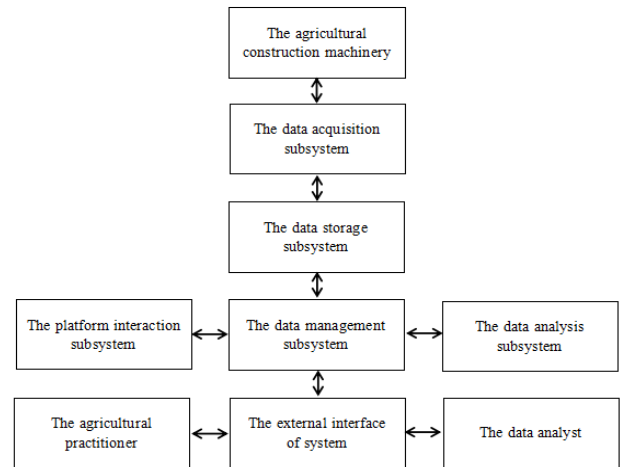 The agricultural
construction machinery
The data acquisition
subsystem
The data storage
subsystem
The platform interaction
subsystem
The data management
subsystem
The data analysis
subsystem
The agricultural
practitioner
The external interface
of system
The data analyst